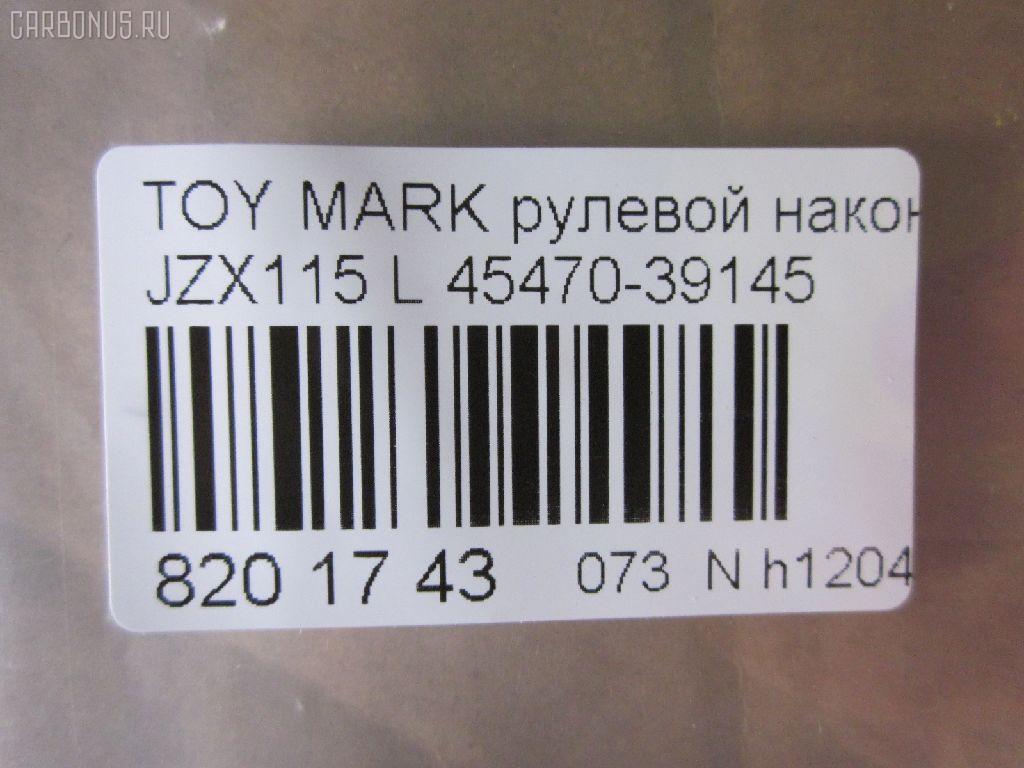 CARBONUS.RU
TOY MARK рулевой након
JZX115 L 45470-39145
820 17 43 073 N h1204